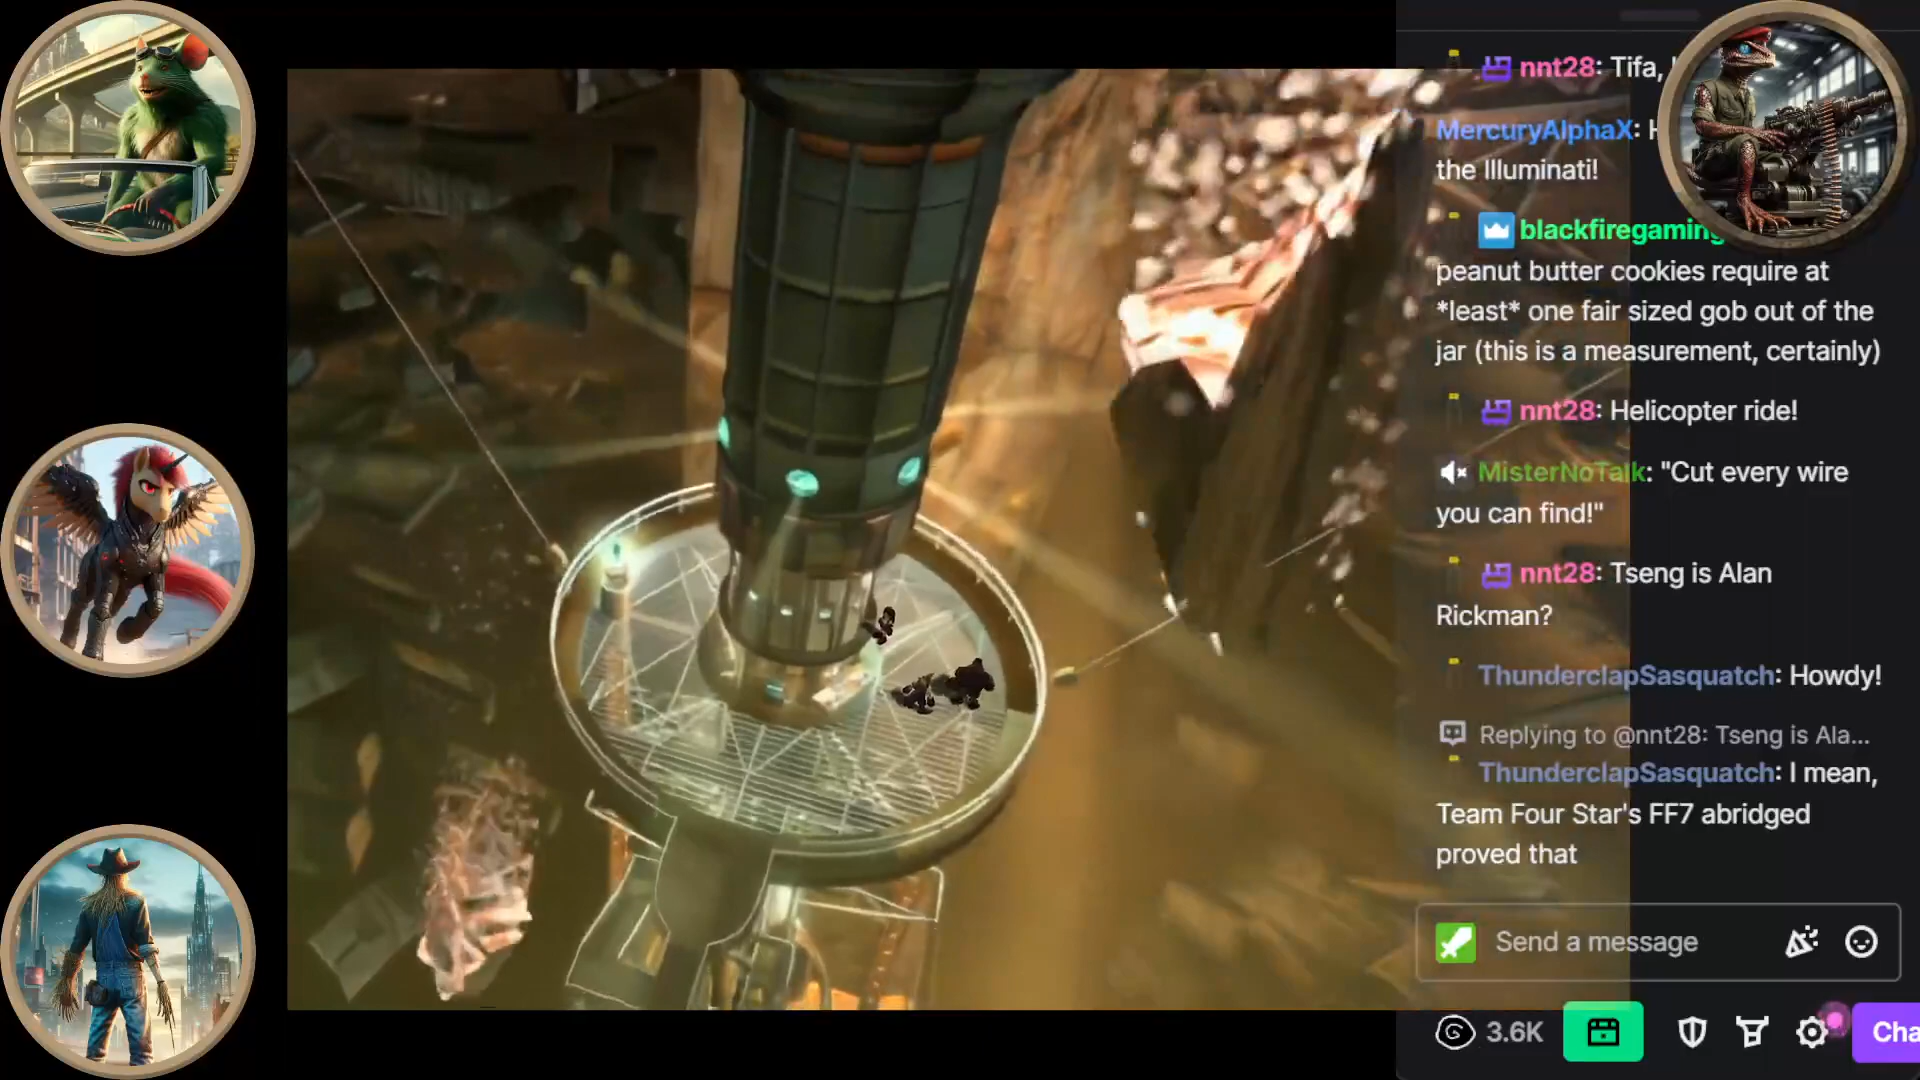 nnt28: Tifa,
MercuryAlphaX:
the Illuminati!
blackfiregaming
peanut butter cookies require at
*least* one fair sized gob out of the
jar (this is a measurement, certainly)
nnt28: Helicopter ride!
MisterNoTalk: "Cut every wire
you can find!"
nnt28: Tseng is Alan
Rickman?
ThunderclapSasquatch: Howdy!
Replying to @nnt28: Tseng is Ala...
ThunderclapSasquatch: I mean,
Team Four Star's FF7 abridged
proved that
Send a message
3.6K
Cha